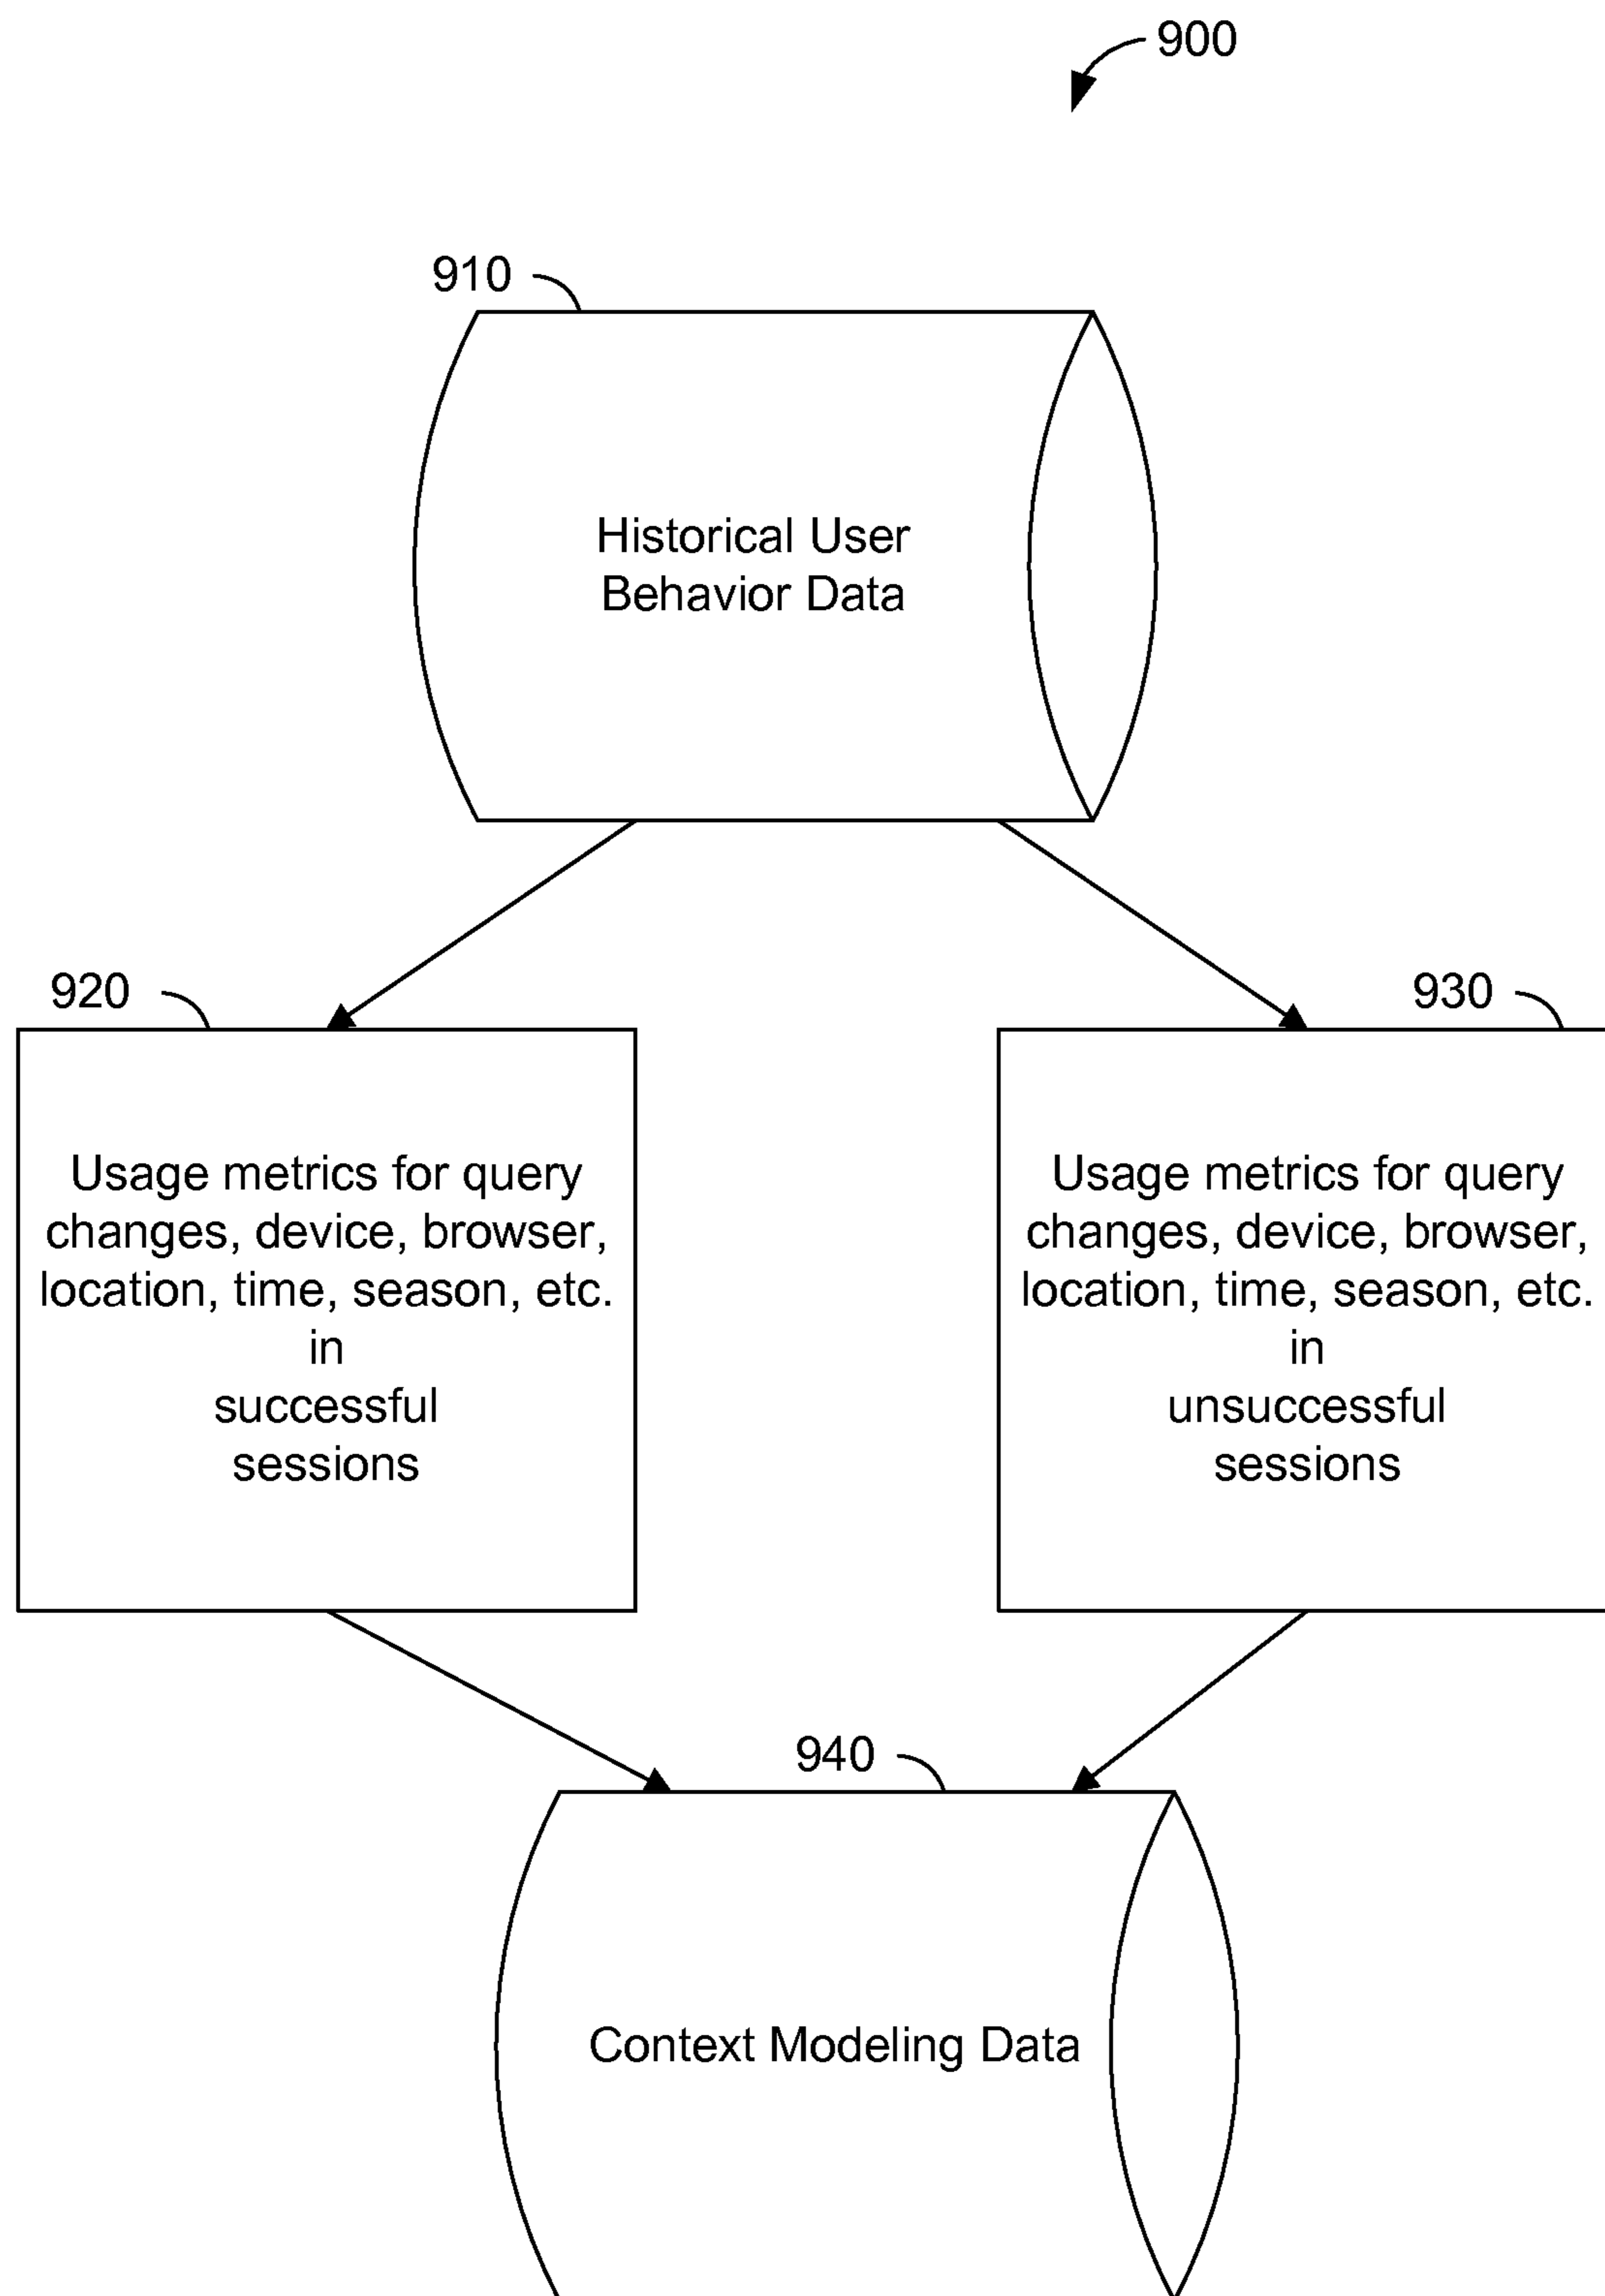 900
910
Historical User
Behavior Data
920
Usage metrics for query
changes, device, browser,
location, time, season, etc.
in
successful
sessions
930
Usage metrics for query
changes, device, browser,
location, time, season, etc.
in
unsuccessful
sessions
940
Context Modeling Data